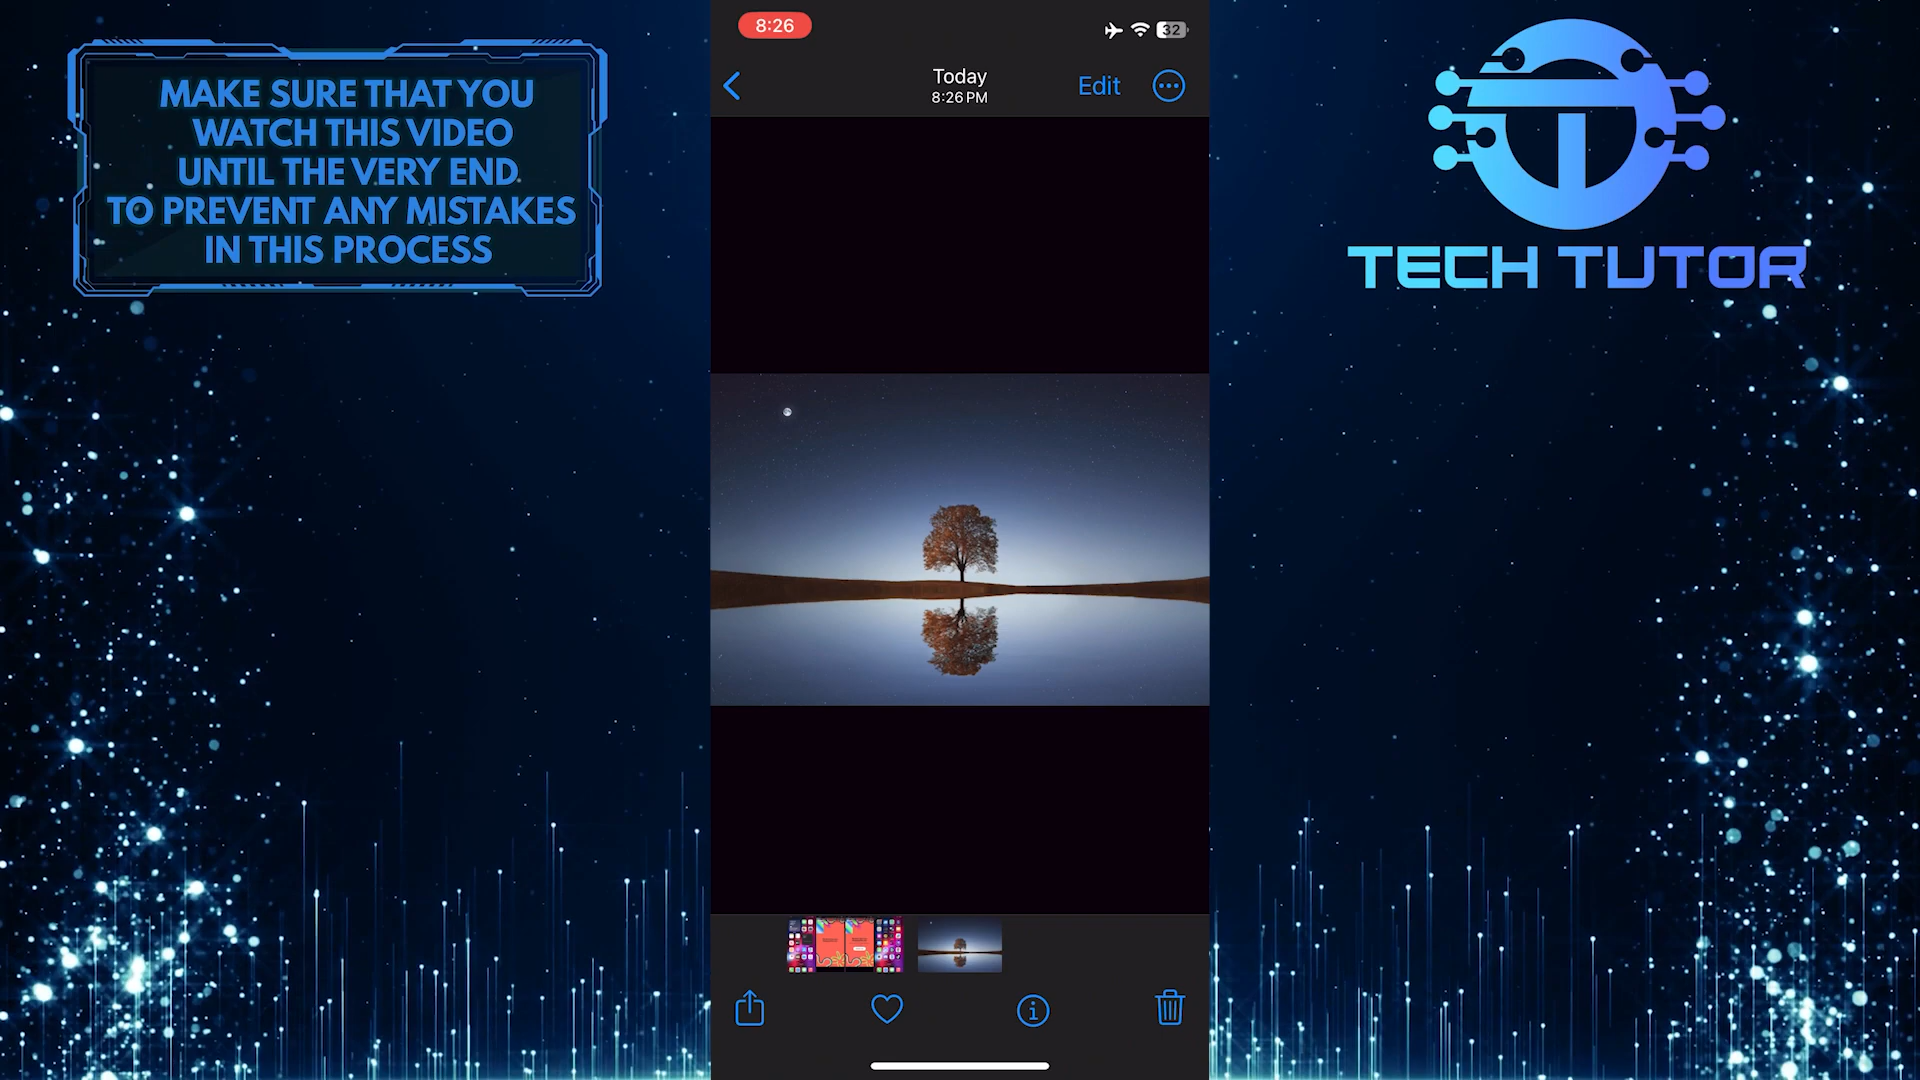 MAKE SURE THAT YOU
WATCH THIS VIDEO
UNTIL THE VERY END
TO PREVENT ANY MISTAKES
IN THIS PROCESS
8:26
32
Today
8:26 PM
Edit
TECH TUTOR